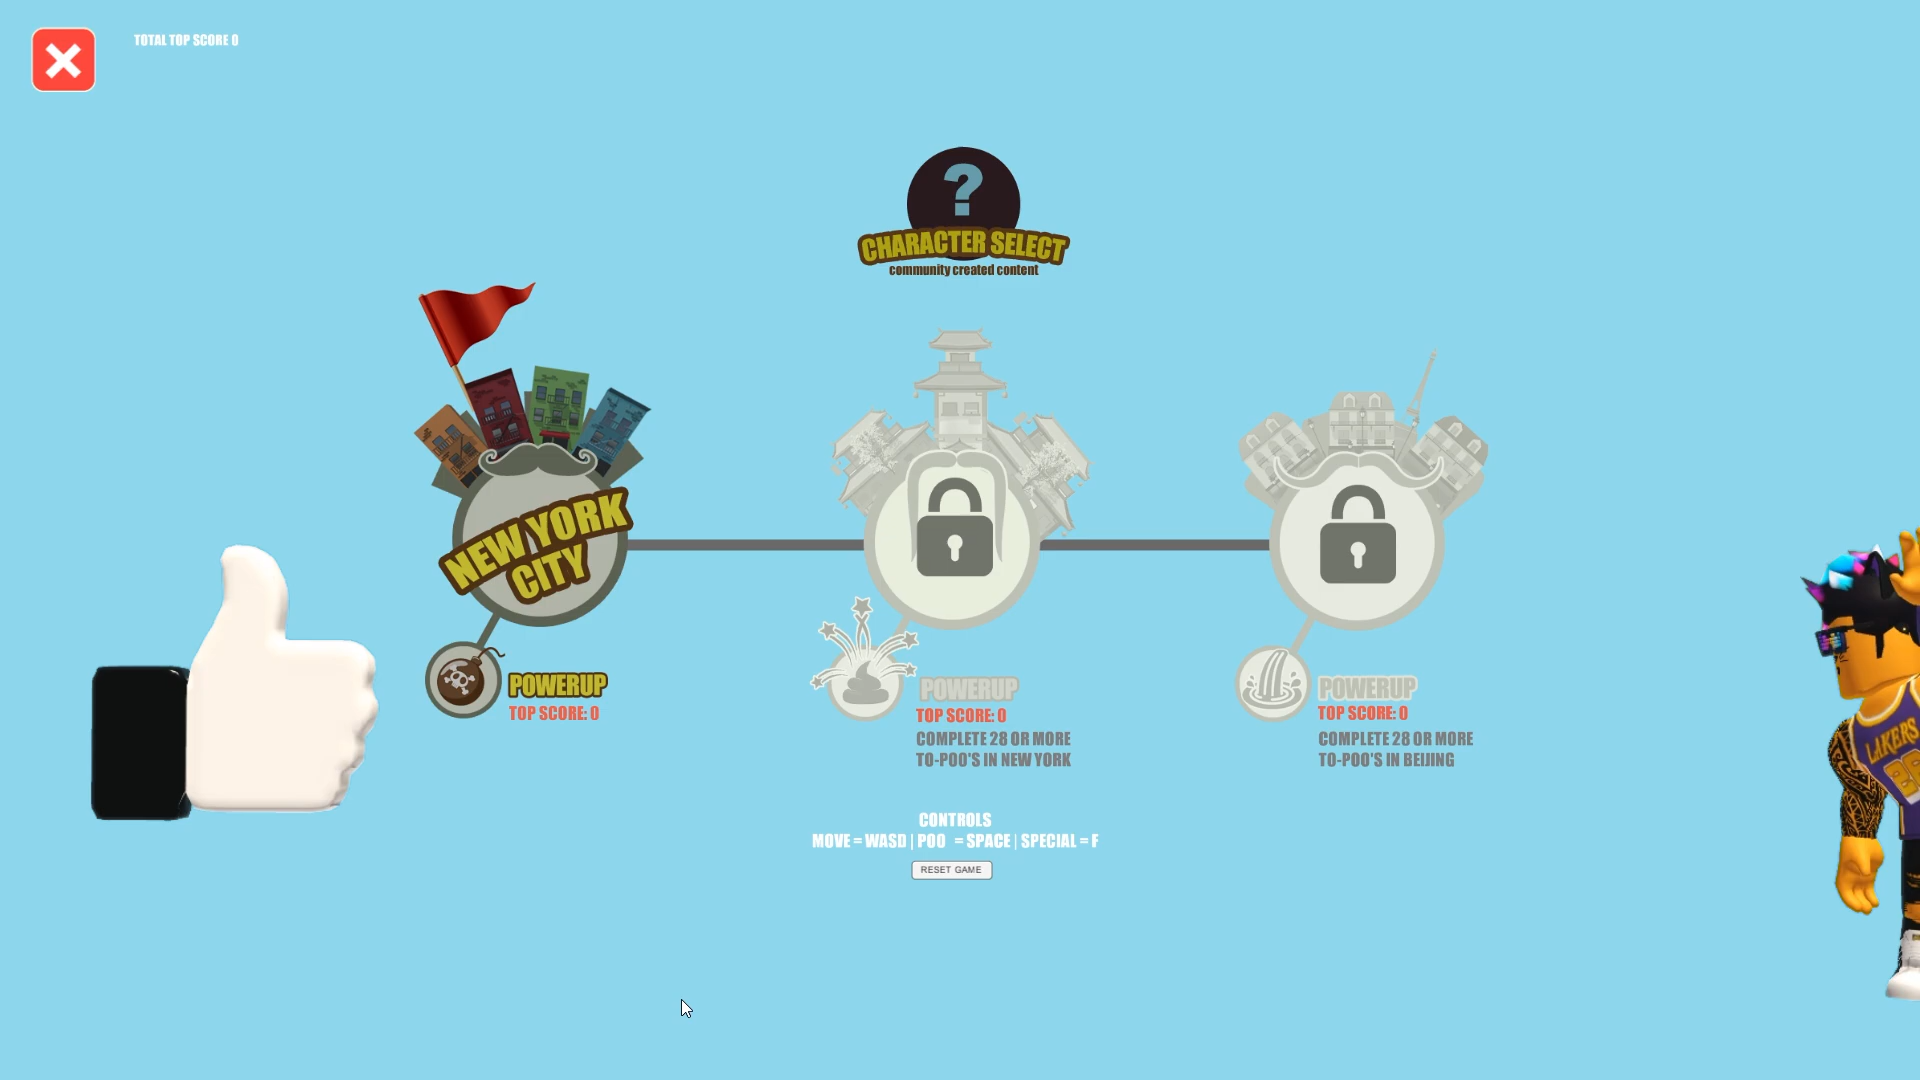 TOTAL TOP SCORE 0
?
CHARACTER SELECT
community created content
NEW YORK
CITY
POWERUP
TOP SCORE: 0
POWERUP
TOP SCORE: 0
COMPLETE 28 OR MORE
TO-POO'S IN NEW YORK
POWERUP
TOP SCORE: 0
COMPLETE 28 OR MORE
TO-POO'S IN BEIJING
LAKERS
CONTROLS
MOVE = WASD | POO = SPACE | SPECIAL = F
RESET GAME